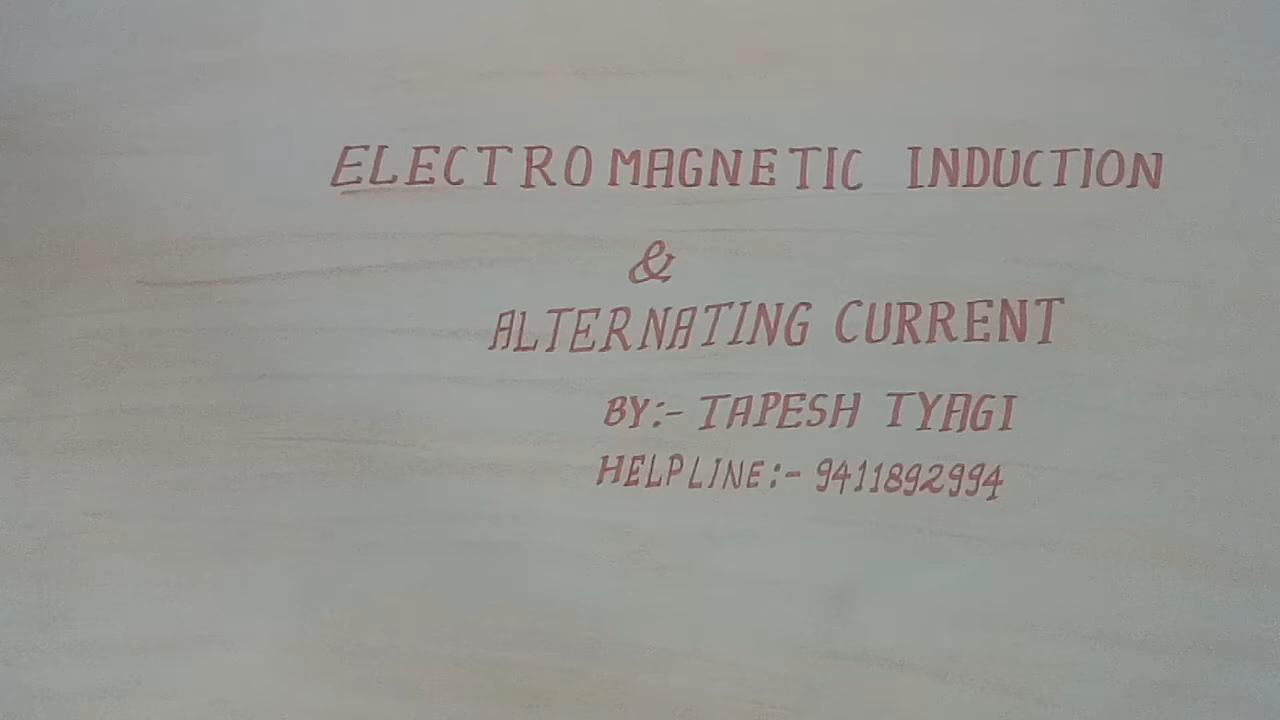 ELECTROMAGNETIC INDUCTION
&
ALTERNATING CURRENT
BY:- TAPESH TYAGI
HELPLINE:- 9411892994